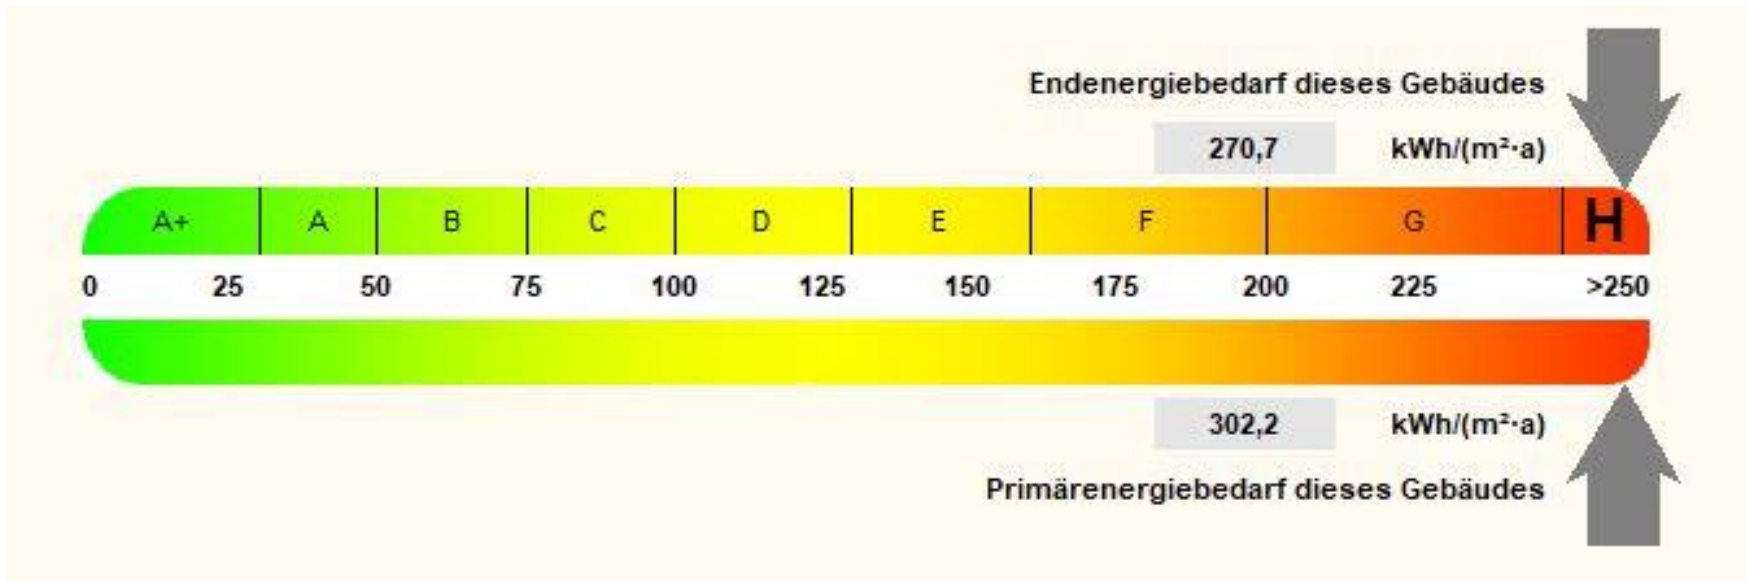 Endenergiebedarf dieses Gebäudes
270,7 kWh/(m²·a)
A+ A B C D E F G H
0 25 50 75 100 125 150 175 200 225 >250
302,2 kWh/(m²·a)
Primärenergiebedarf dieses Gebäudes